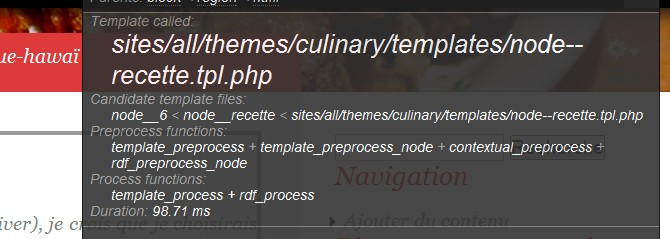 Parents: block < region < html
Template called:
ue-hawaï
sites/all/themes/culinary/templates/node--
recette.tpl.php
Candidate template files:
node__6 < node__recette < sites/all/themes/culinary/templates/node--recette.tpl.php
Preprocess functions:
template_preprocess + template_preprocess_node + contextual_preprocess +
rdf_preprocess_node
Navigation
Process functions:
template_process + rdf_process
Duration: 98.71 ms
iver), je crois que je choisirais
Ajouter du contenu